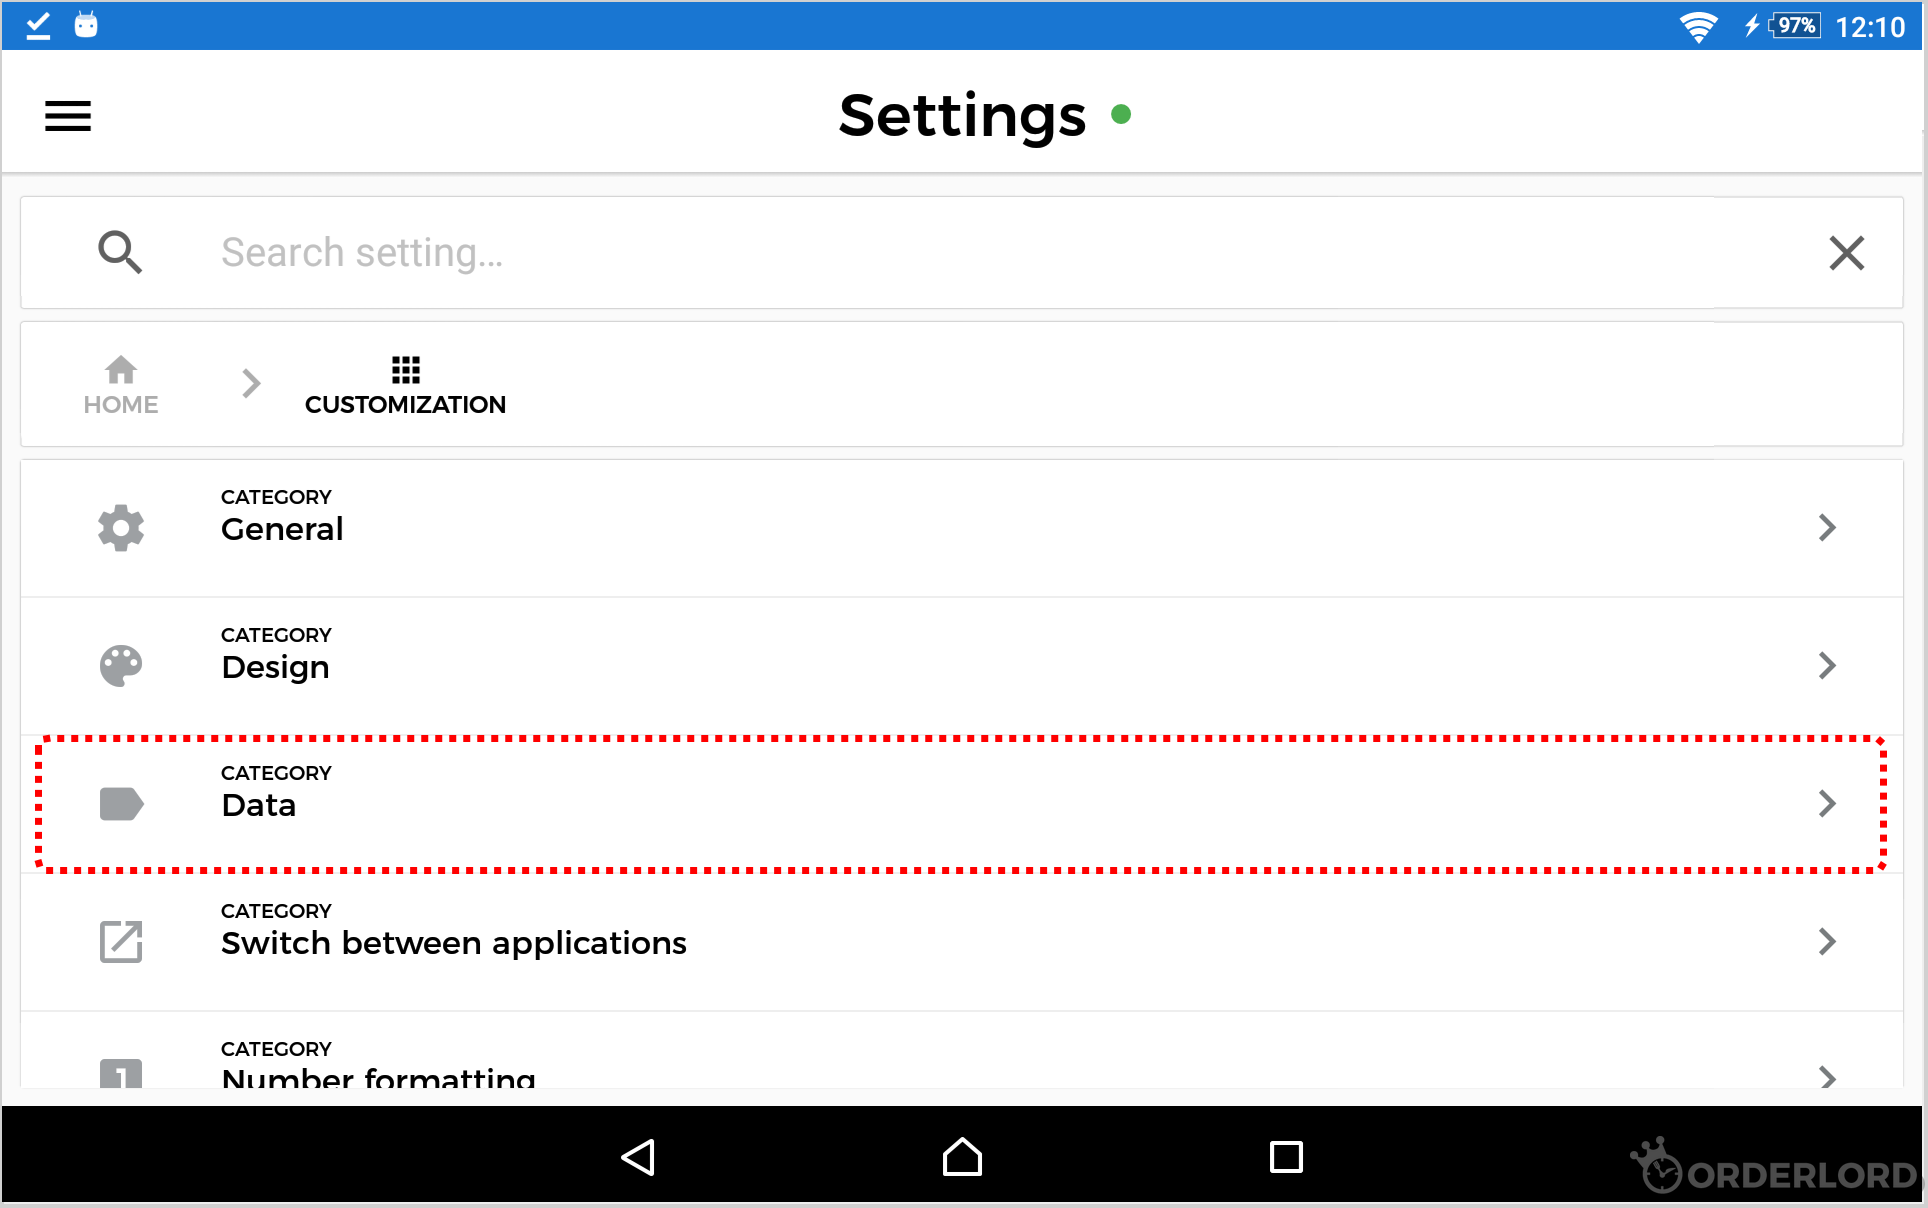 97% 12:10
Settings
Search setting...
HOME
CUSTOMIZATION
CATEGORY
General
CATEGORY
Design
CATEGORY
Data
CATEGORY
Switch between applications
CATEGORY
Number formatting
ORDERLORD